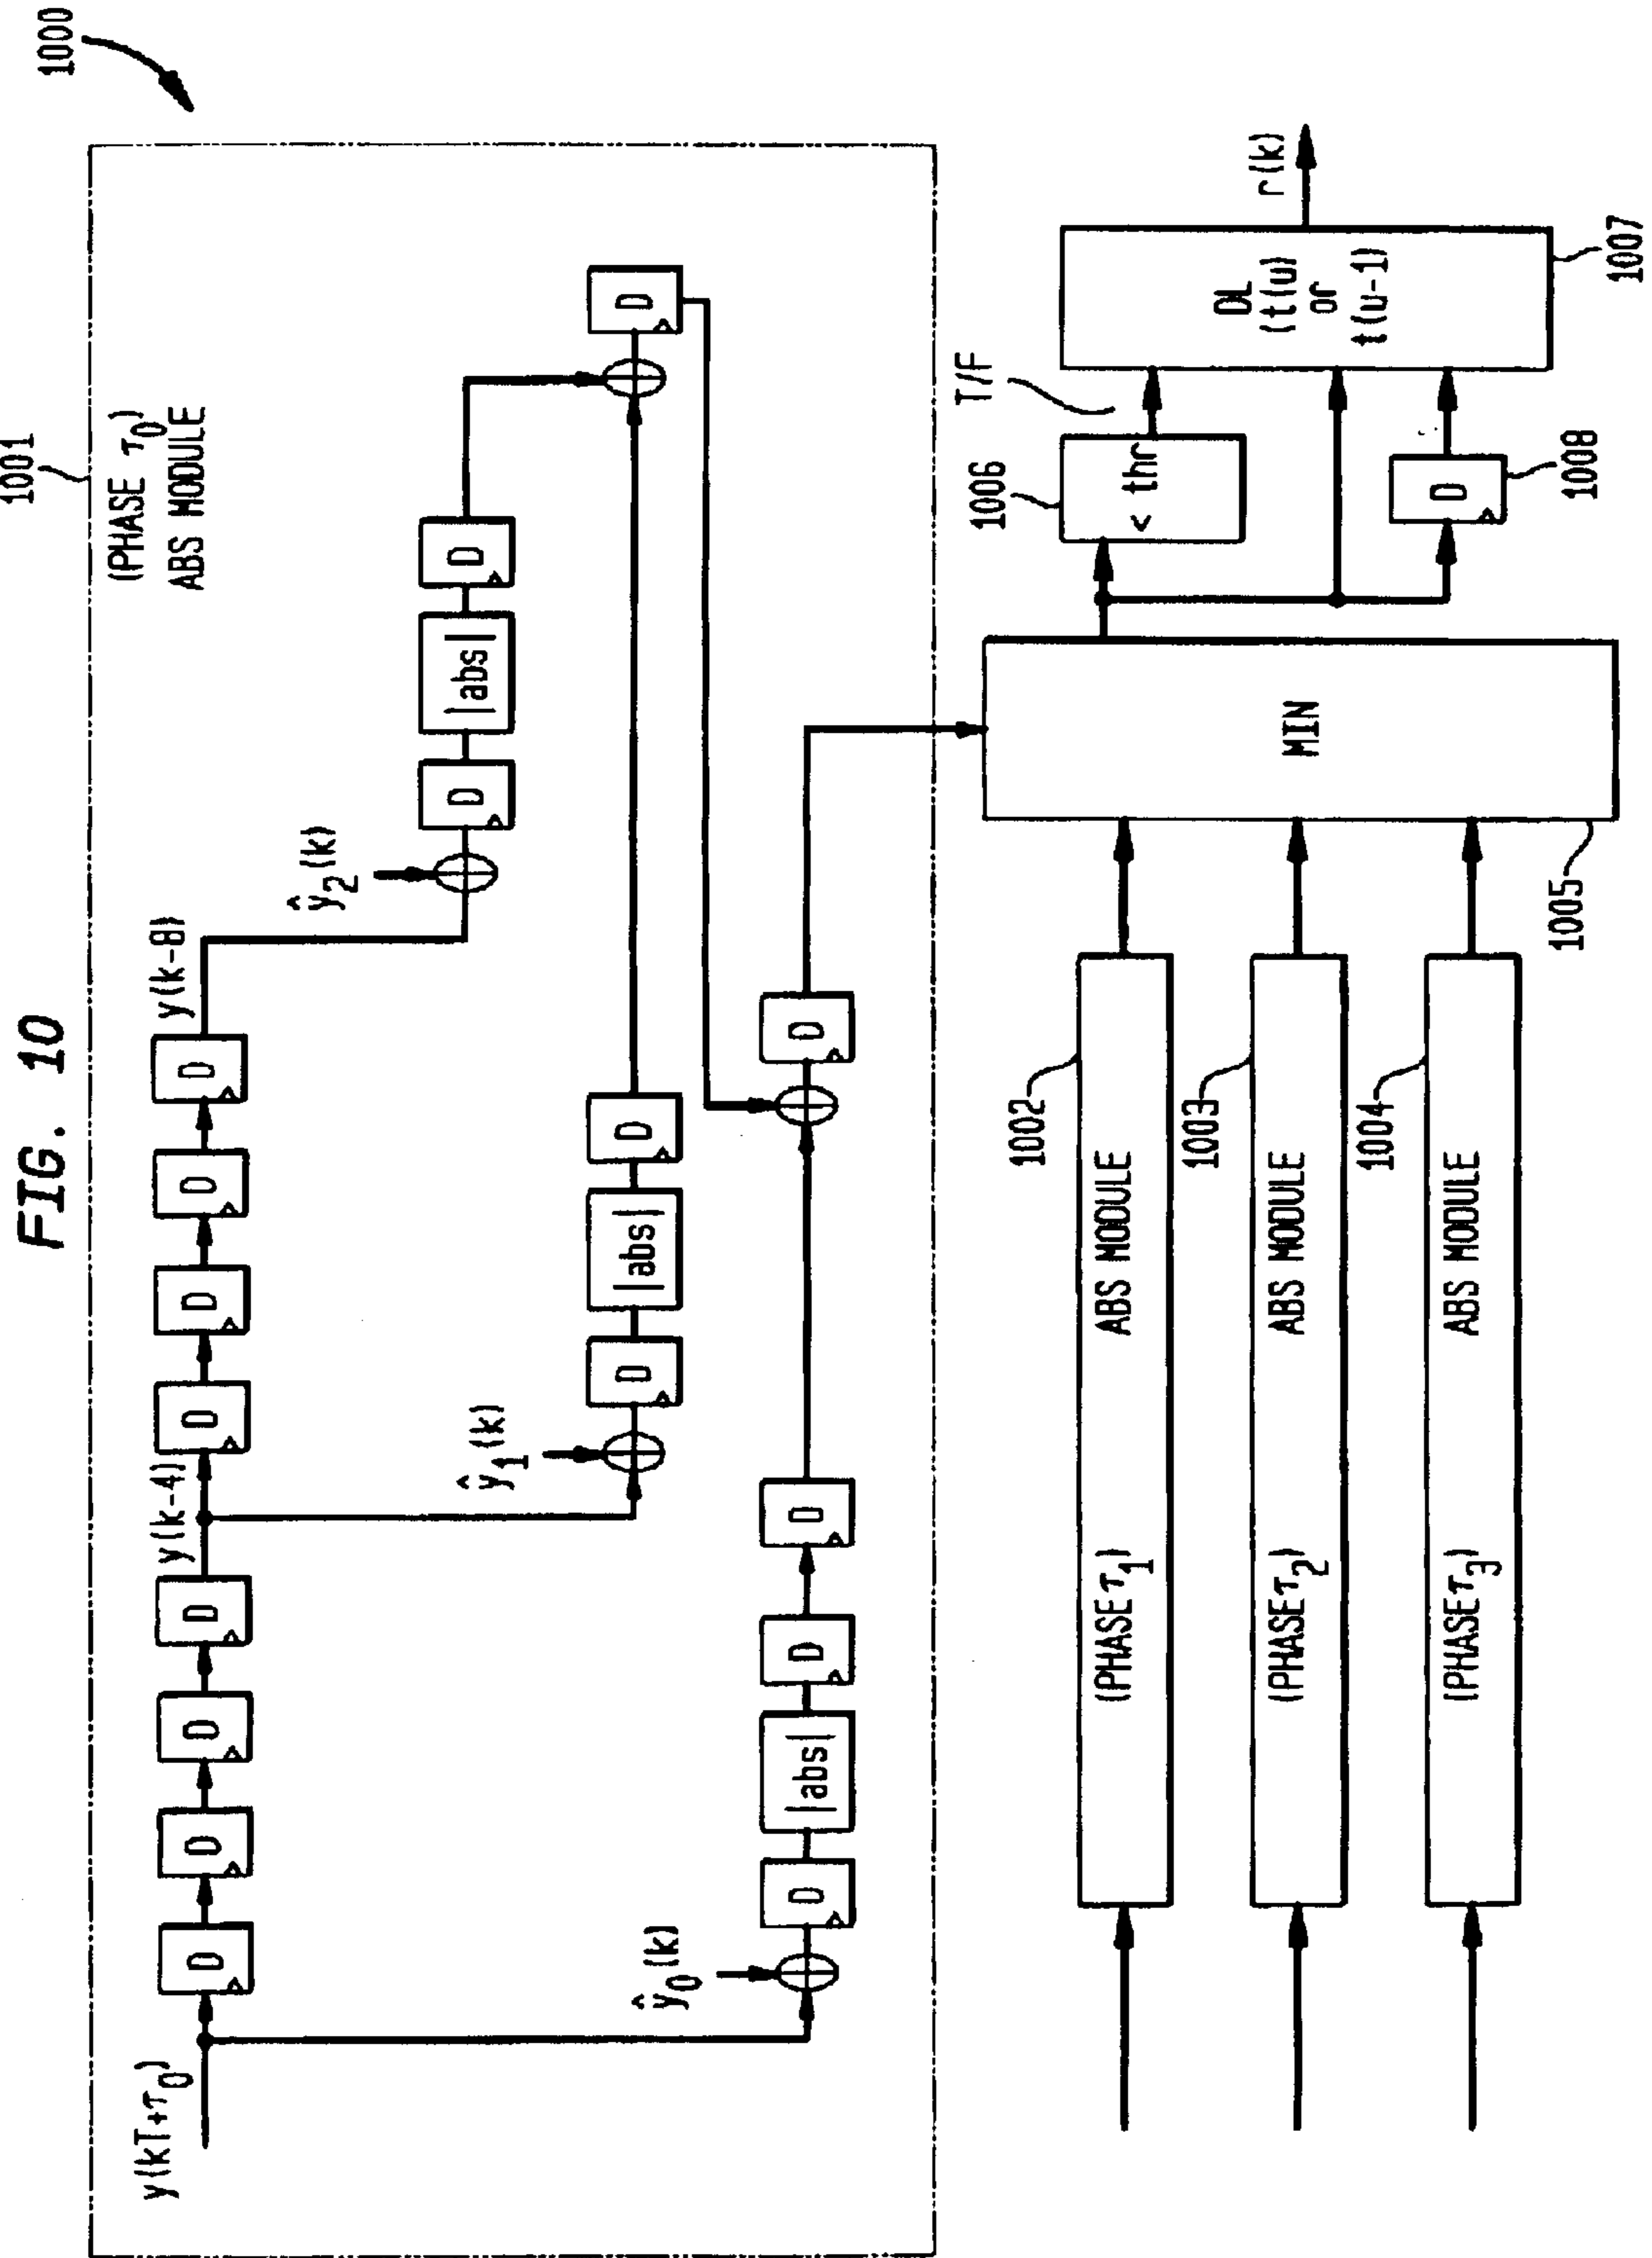 FIG. 10
1000
1001
(PHASE τ0)
ABS MODULE
y(kT+τ0)
D
D
D
D
y(k-4)
D
D
D
D
y(k-8)
ŷ2(k)
D
|abs|
D
ŷ1(k)
D
|abs|
D
D
ŷ0(k)
D
|abs|
D
D
D
(PHASE τ1) ABS MODULE
1002
(PHASE τ2) ABS MODULE
1003
(PHASE τ3) ABS MODULE
1004
MIN
1005
1006
< thr
T/F
D
1008
DL
(t(u)
or
t(u-1)
1007
r(k)